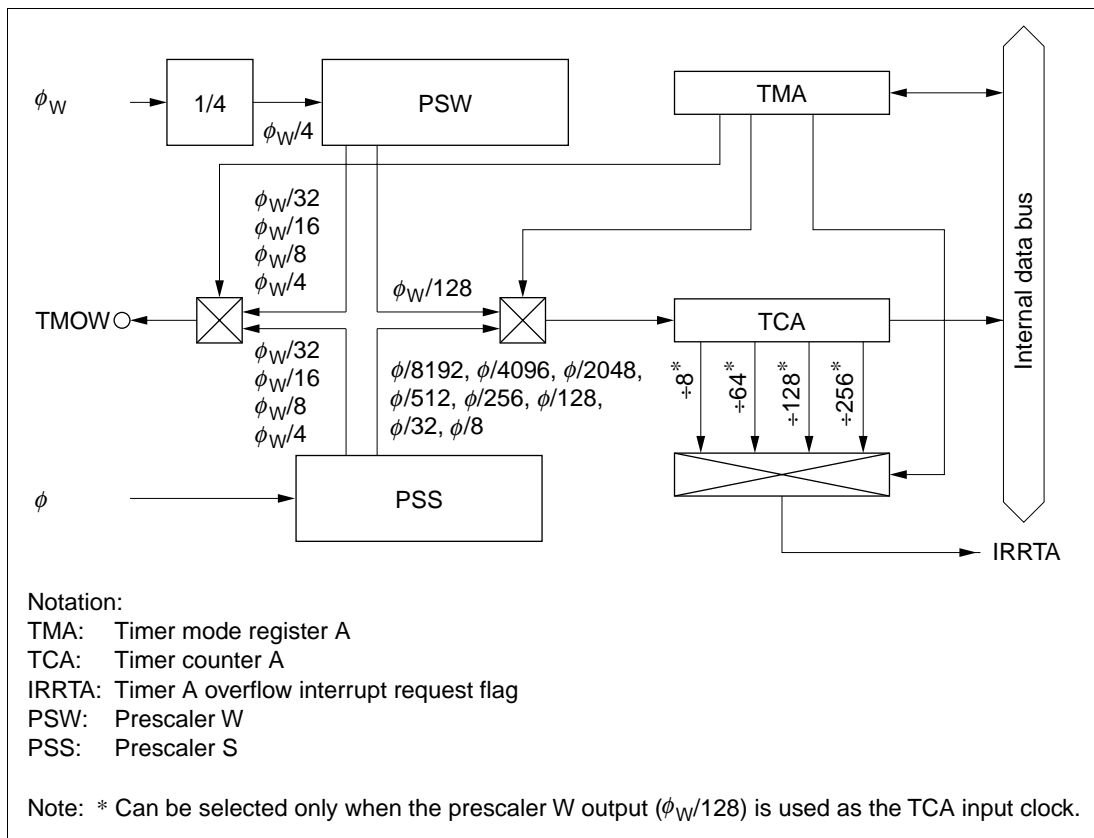 ϕW
1/4
ϕW/4
PSW
TMA
Internal data bus
ϕW/32
ϕW/16
ϕW/8
ϕW/4
ϕW/128
TMOW
TCA
ϕW/32
ϕW/16
ϕW/8
ϕW/4
ϕ/8192, ϕ/4096, ϕ/2048,
ϕ/512, ϕ/256, ϕ/128,
ϕ/32, ϕ/8
÷8*
÷64*
÷128*
÷256*
ϕ
PSS
IRRTA
Notation:
TMA: Timer mode register A
TCA: Timer counter A
IRRTA: Timer A overflow interrupt request flag
PSW: Prescaler W
PSS: Prescaler S
Note: * Can be selected only when the prescaler W output (ϕW/128) is used as the TCA input clock.